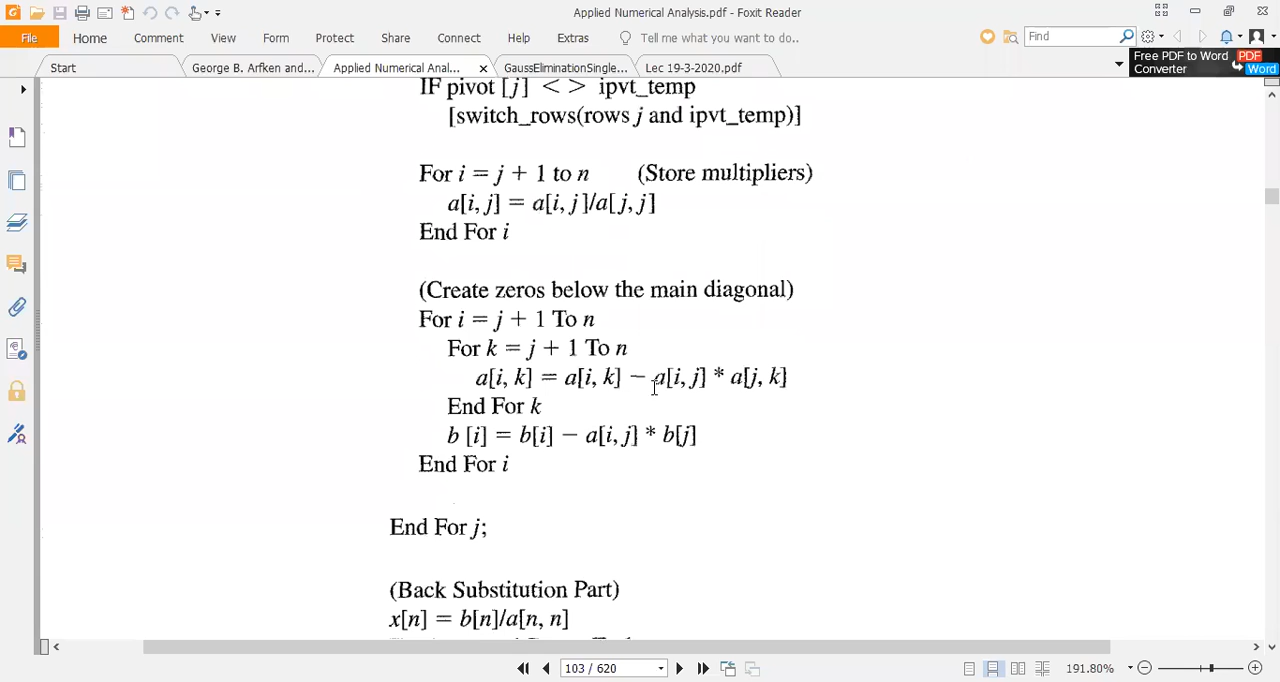 Applied Numerical Analysis.pdf - Foxit Reader
File Home Comment View Form Protect Share Connect Help Extras Tell me what you want to do.. Find
Start George B. Arfken and... Applied Numerical Anal... GassEliminationSingle... Lec 19-3-2020.pdf
Free PDF to Word
Converter
PDF
Word
IF pivot [j] < > ipvt_temp
[switch_rows(rows j and ipvt_temp)]
For i = j + 1 to n (Store multipliers)
a[i, j] = a[i, j]/a[j, j]
End For i
(Create zeros below the main diagonal)
For i = j + 1 To n
For k = j + 1 To n
a[i, k] = a[i, k] − a[i, j] * a[j, k]
End For k
b [i] = b[i] − a[i, j] * b[j]
End For i
End For j;
(Back Substitution Part)
x[n] = b[n]/a[n, n]
103 / 620 191.80%